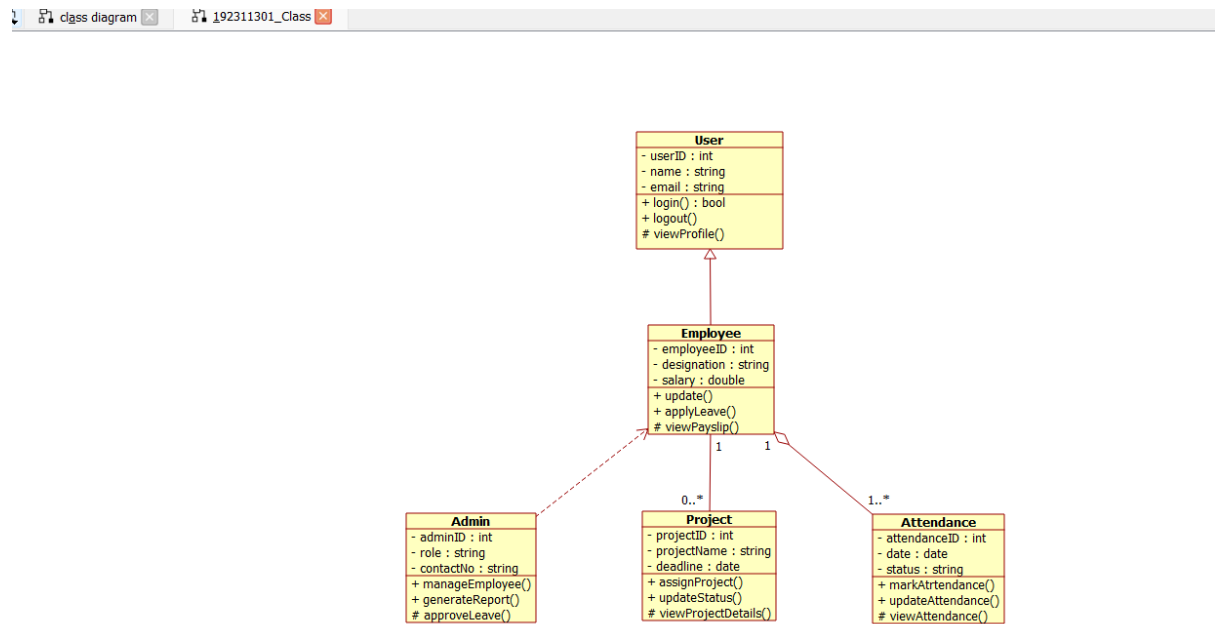 class diagram
192311301_Class
User
- userID : int
- name : string
- email : string
+ login() : bool
+ logout()
# viewProfile()
Employee
- employeeID : int
- designation : string
- salary : double
+ update()
+ applyLeave()
# viewPayslip()
1
1
0..*
1..*
Admin
- adminID : int
- role : string
- contactNo : string
+ manageEmployee()
+ generateReport()
# approveLeave()
Project
- projectID : int
- projectName : string
- deadline : date
+ assignProject()
+ updateStatus()
# viewProjectDetails()
Attendance
- attendanceID : int
- date : date
- status : string
+ markAtrtendance()
+ updateAttendance()
# viewAttendance()